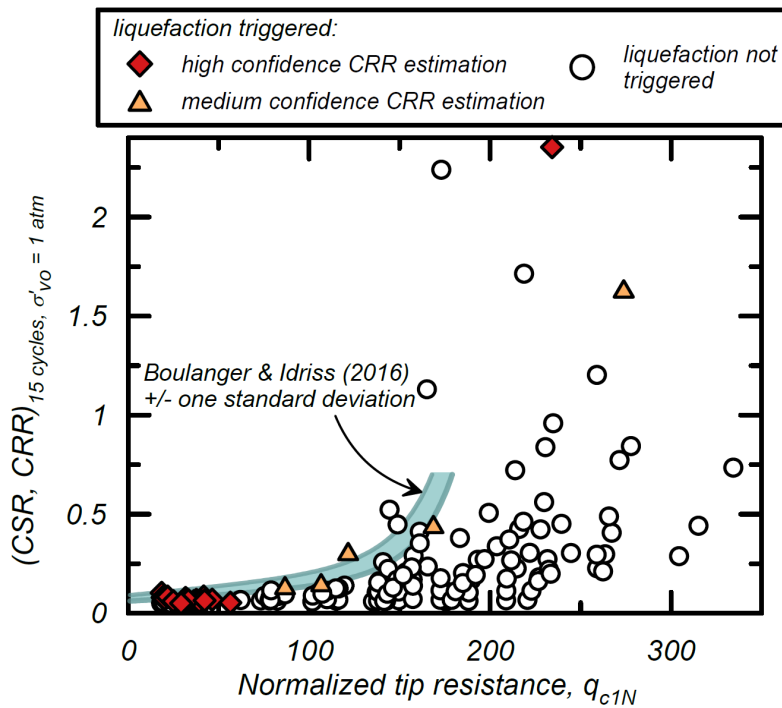 liquefaction triggered:
high confidence CRR estimation
medium confidence CRR estimation
liquefaction not
triggered
(CSR, CRR)15 cycles, σ'vo = 1 atm
2
1.5
1
0.5
0
Boulanger & Idriss (2016)
+/- one standard deviation
0 100 200 300
Normalized tip resistance, qc1N